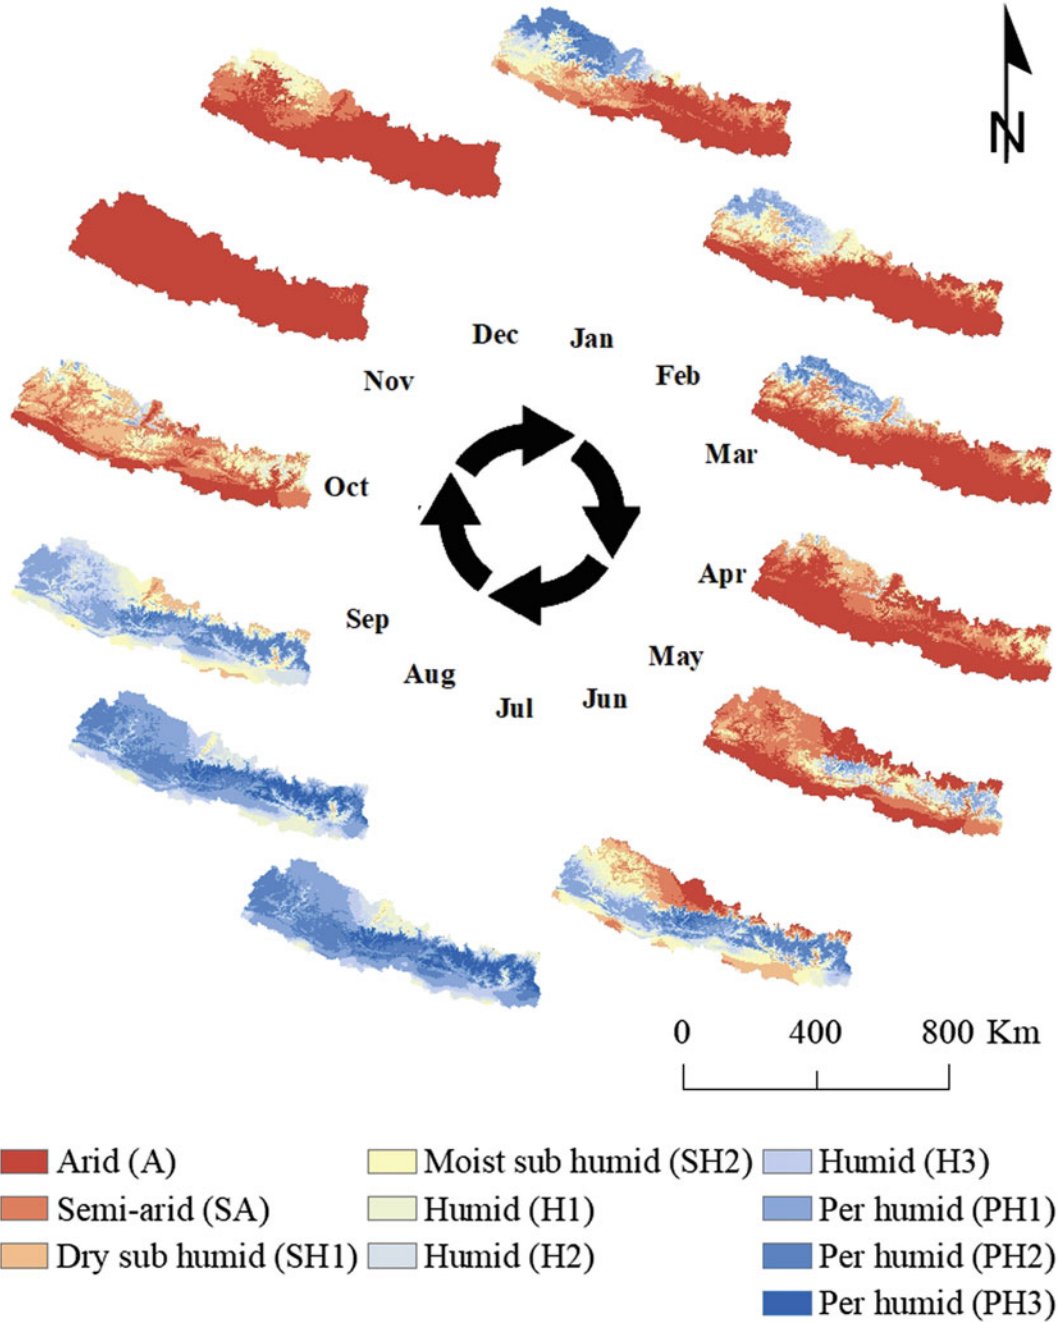 N
Dec
Jan
Nov
Feb
Mar
Oct
Apr
Sep
May
Aug
Jun
Jul
0 400 800 Km
Arid (A)
Moist sub humid (SH2)
Humid (H3)
Semi-arid (SA)
Humid (H1)
Per humid (PH1)
Dry sub humid (SH1)
Humid (H2)
Per humid (PH2)
Per humid (PH3)